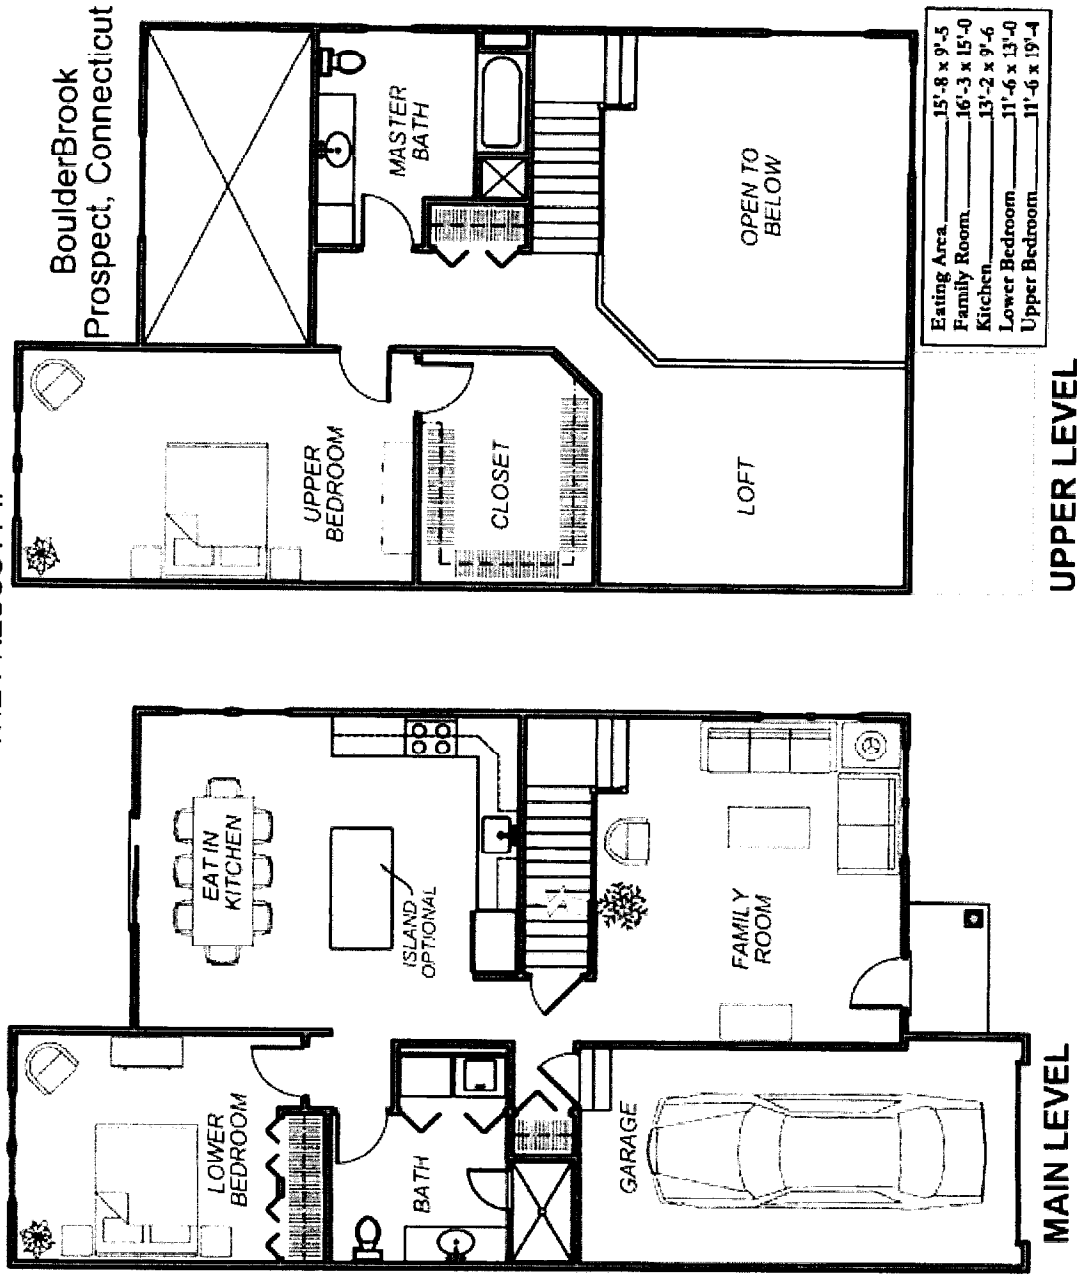 BoulderBrook
Prospect, Connecticut
MASTER
BATH
OPEN TO
BELOW
UPPER
BEDROOM
CLOSET
LOFT
Eating Area 15'-8 x 9'-5
Family Room 16'-3 x 15'-0
Kitchen 13'-2 x 9'-6
Lower Bedroom 11'-6 x 13'-0
Upper Bedroom 11'-6 x 19'-4
UPPER LEVEL
EAT IN
KITCHEN
ISLAND
OPTIONAL
FAMILY
ROOM
LOWER
BEDROOM
BATH
GARAGE
MAIN LEVEL